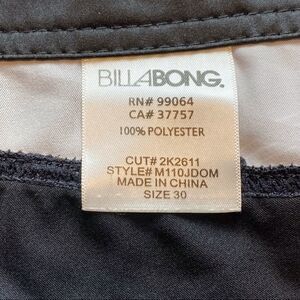 BILLABONG.
RN# 99064
CA# 37757
100% POLYESTER
CUT# 2K2611
STYLE# M110JDOM
MADE IN CHINA
SIZE 30